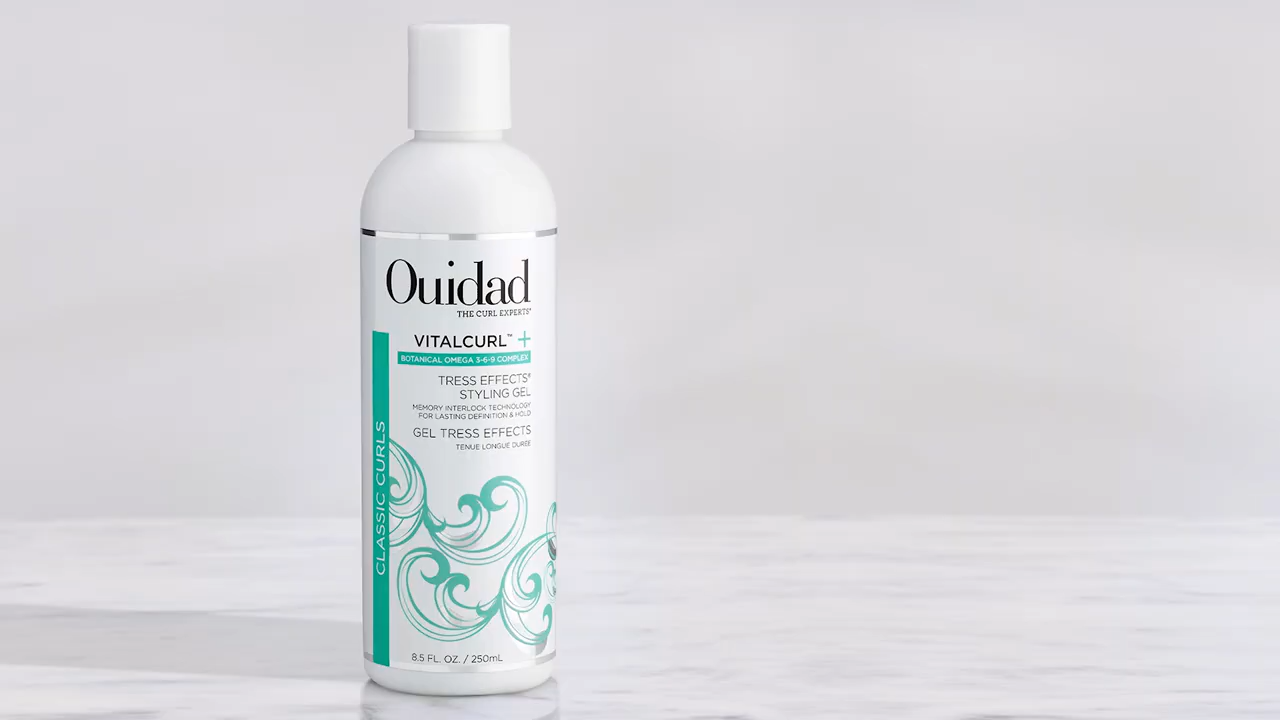 Ouidad
THE CURL EXPERTS®
VITALCURL™ +
BOTANICAL OMEGA 3-6-9 COMPLEX
TRESS EFFECTS®
STYLING GEL
MEMORY INTERLOCK TECHNOLOGY
FOR LASTING DEFINITION & HOLD
GEL TRESS EFFECTS
TENUE LONGUE DURÉE
CLASSIC CURLS
8.5 FL. OZ. / 250mL